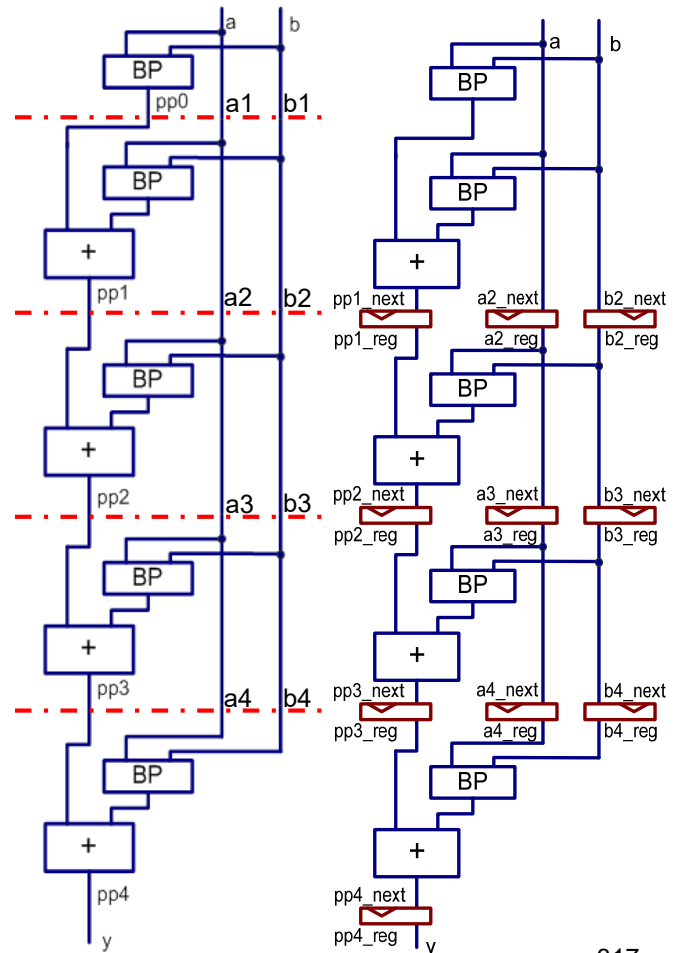 a b
BP
pp0 a1 b1
BP
+
pp1 a2 b2
BP
+
pp2 a3 b3
BP
+
pp3 a4 b4
BP
+
pp4
y
a b
BP
BP
+
pp1_next a2_next b2_next
pp1_reg a2_reg b2_reg
BP
+
pp2_next a3_next b3_next
pp2_reg a3_reg b3_reg
BP
+
pp3_next a4_next b4_next
pp3_reg a4_reg b4_reg
BP
+
pp4_next
pp4_reg y